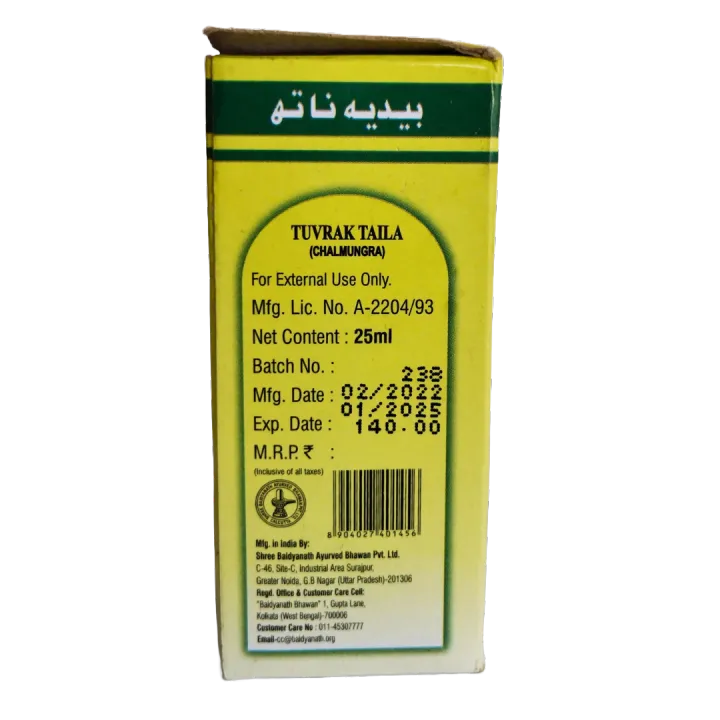 بیدیہ ناتھ
TUVRAK TAILA
(CHALMUNGRA)
For External Use Only.
Mfg. Lic. No. A-2204/93
Net Content : 25ml
Batch No. : 238
Mfg. Date : 02/2022
Exp. Date : 01/2025
M.R.P. ₹ : 140.00
(Inclusive of all taxes)
8 904027 401456
Mfg. in India By:
Shree Baidyanath Ayurved Bhawan Pvt. Ltd.
C-46, Site-C, Industrial Area Surajpur,
Greater Noida, G.B Nagar (Uttar Pradesh)-201306
Regd. Office & Customer Care Cell:
"Baidyanath Bhawan" 1, Gupta Lane,
Kolkata (West Bengal)-700006
Customer Care No : 011-45307777
Email-cc@baidyanath.org